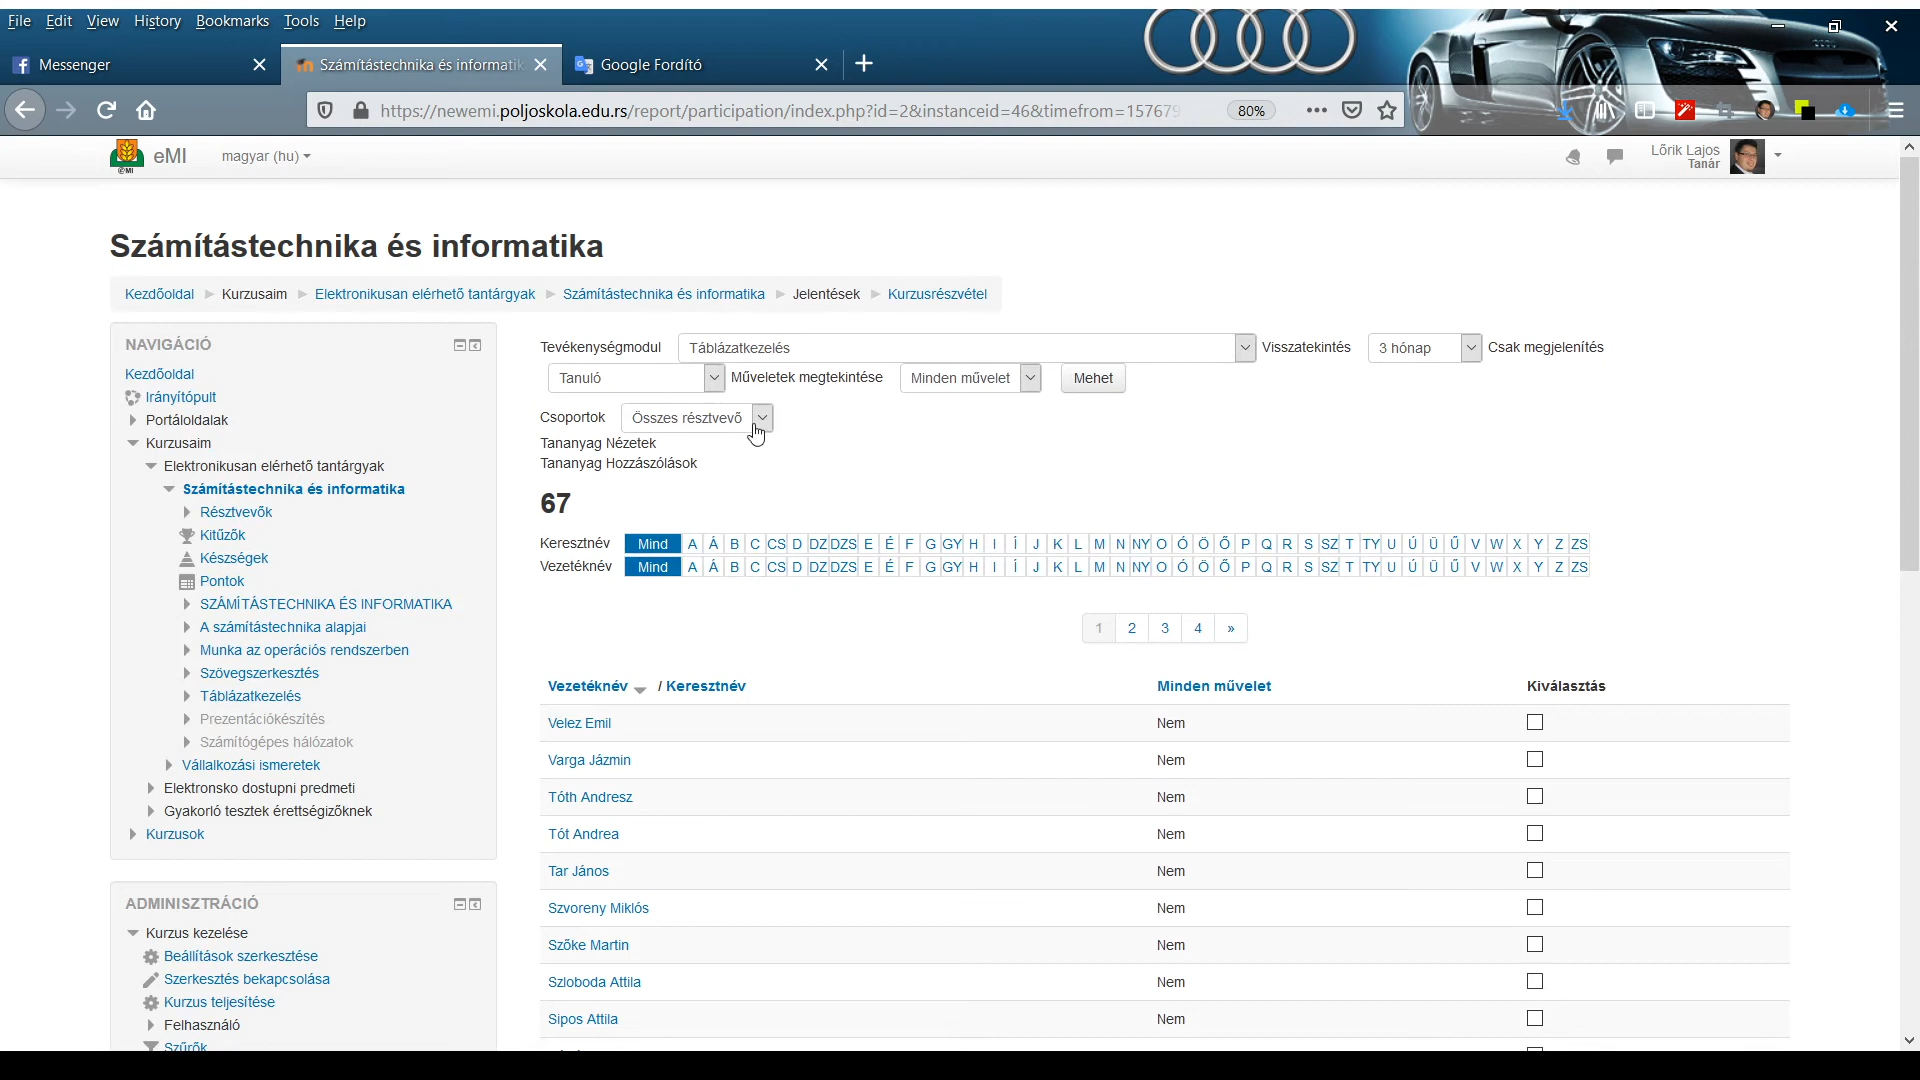 File Edit View History Bookmarks Tools Help
Messenger
Számítástechnika és informatik
Google Fordító
https://newemi.poljoskola.edu.rs/report/participation/index.php?id=2&instanceid=46&timefrom=157679
80%
eMI
magyar (hu)
Lőrik Lajos
Tanár
Számítástechnika és informatika
Kezdőoldal Kurzusaim Elektronikusan elérhető tantárgyak Számítástechnika és informatika Jelentések Kurzusrészvétel
NAVIGÁCIÓ
Kezdőoldal
Irányítópult
Portáloldalak
Kurzusaim
Elektronikusan elérhető tantárgyak
Számítástechnika és informatika
Résztvevők
Kitűzők
Készségek
Pontok
SZÁMÍTÁSTECHNIKA ÉS INFORMATIKA
A számítástechnika alapjai
Munka az operációs rendszerben
Szövegszerkesztés
Táblázatkezelés
Prezentációkészítés
Számítógépes hálózatok
Vállalkozási ismeretek
Elektronsko dostupni predmeti
Gyakorló tesztek érettségizőknek
Kurzusok
ADMINISZTRÁCIÓ
Kurzus kezelése
Beállítások szerkesztése
Szerkesztés bekapcsolása
Kurzus teljesítése
Felhasználó
Szűrők
Tevékenységmodul Táblázatkezelés Visszatekintés 3 hónap Csak megjelenítés
Tanuló Műveletek megtekintése Minden művelet Mehet
Csoportok Összes résztvevő
Tananyag Nézetek
Tananyag Hozzászólások
67
Keresztnév Mind A Á B C CS D DZ DZS E É F G GY H I Í J K L M N NY O Ó Ö Ő P Q R S SZ T TY U Ú Ü Ű V W X Y Z ZS
Vezetéknév Mind A Á B C CS D DZ DZS E É F G GY H I Í J K L M N NY O Ó Ö Ő P Q R S SZ T TY U Ú Ü Ű V W X Y Z ZS
1 2 3 4 »
Vezetéknév / Keresztnév Minden művelet Kiválasztás
Velez Emil Nem
Varga Jázmin Nem
Tóth Andresz Nem
Tót Andrea Nem
Tar János Nem
Szvoreny Miklós Nem
Szőke Martin Nem
Szloboda Attila Nem
Sipos Attila Nem